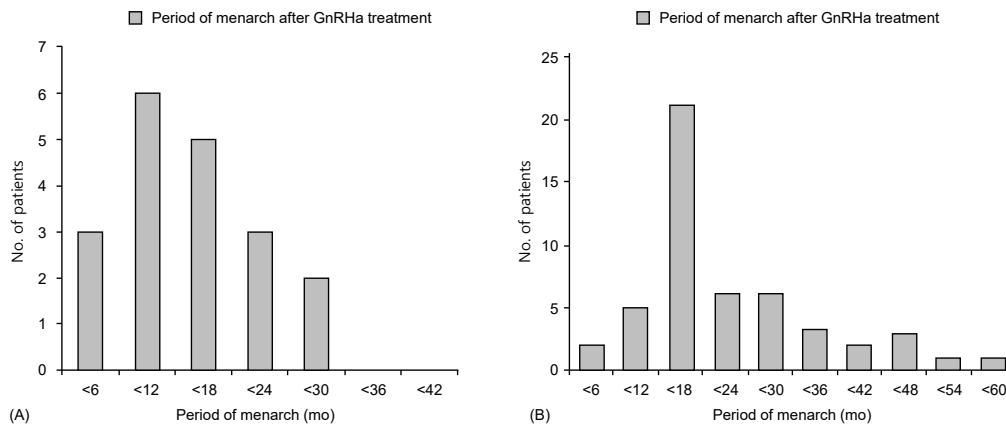 Period of menarch after GnRHa treatment
7
6
5
4
3
2
1
0
No. of patients
<6 <12 <18 <24 <30 <36 <42
(A) Period of menarch (mo)
Period of menarch after GnRHa treatment
25
20
15
10
5
0
No. of patients
<6 <12 <18 <24 <30 <36 <42 <48 <54 <60
(B) Period of menarch (mo)